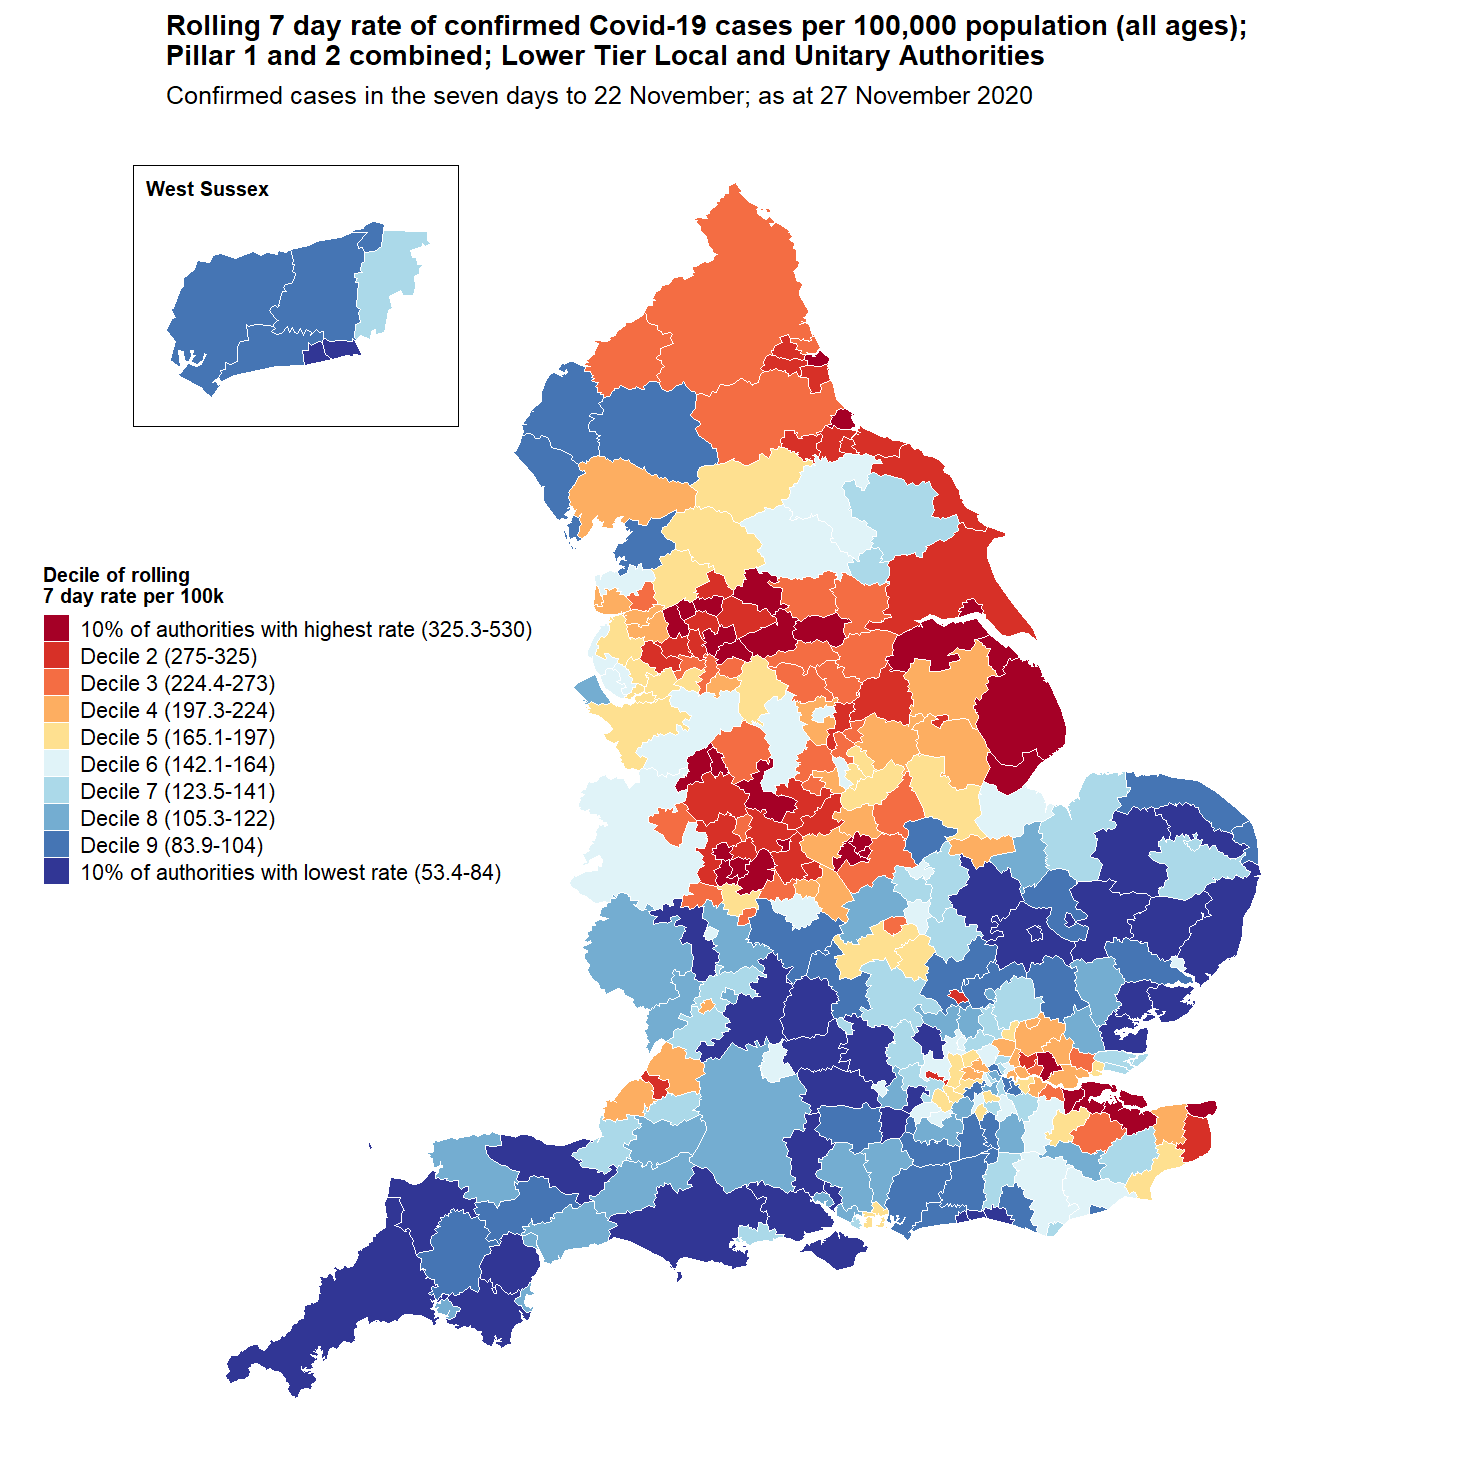 Rolling 7 day rate of confirmed Covid-19 cases per 100,000 population (all ages);
Pillar 1 and 2 combined; Lower Tier Local and Unitary Authorities
Confirmed cases in the seven days to 22 November; as at 27 November 2020
West Sussex
Decile of rolling
7 day rate per 100k
10% of authorities with highest rate (325.3-530)
Decile 2 (275-325)
Decile 3 (224.4-273)
Decile 4 (197.3-224)
Decile 5 (165.1-197)
Decile 6 (142.1-164)
Decile 7 (123.5-141)
Decile 8 (105.3-122)
Decile 9 (83.9-104)
10% of authorities with lowest rate (53.4-84)